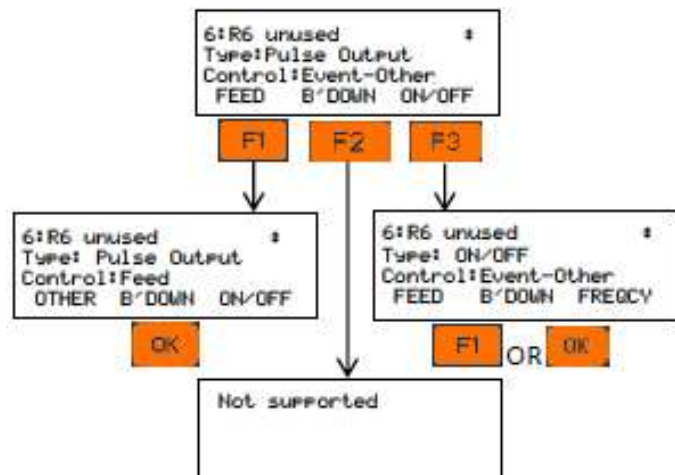 6:R6 unused ‡
Type:Pulse Output
Control:Event-Other
FEED B'DOWN ON/OFF
F1 F2 F3
6:R6 unused ‡
Type: Pulse Output
Control:Feed
OTHER B'DOWN ON/OFF
OK
6:R6 unused ‡
Type: ON/OFF
Control:Event-Other
FEED B'DOWN FREQCY
F1 OR OK
Not supported